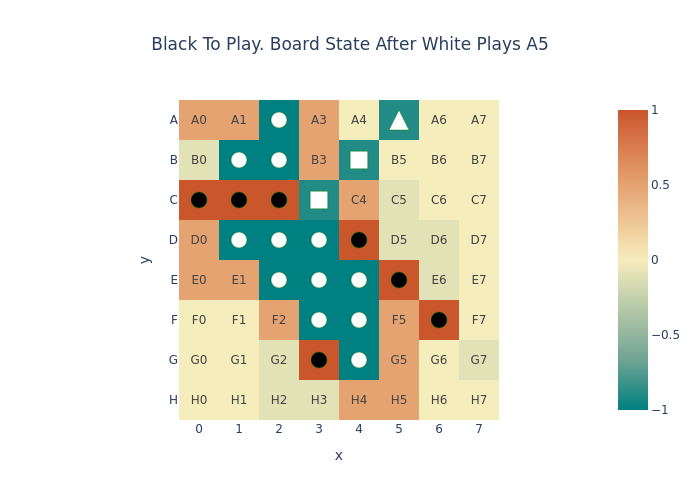 Black To Play. Board State After White Plays A5
A A0 A1 A3 A4 A6 A7 1
B B0 B3 B5 B6 B7
C C4 C5 C6 C7 0.5
D D0 D5 D6 D7
y E E0 E1 E6 E7 0
F F0 F1 F2 F5 F7 −0.5
G G0 G1 G2 G5 G6 G7
H H0 H1 H2 H3 H4 H5 H6 H7 −1
0 1 2 3 4 5 6 7
x